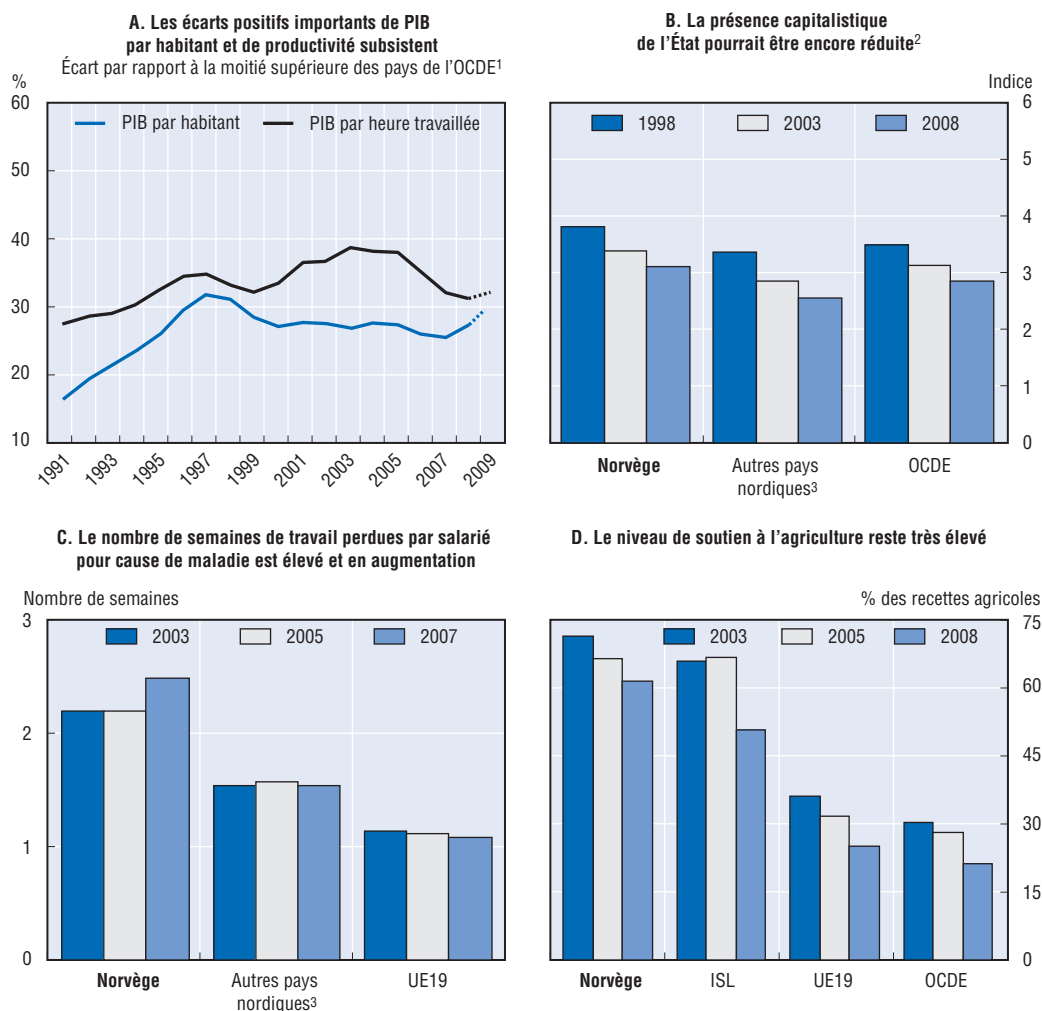 A. Les écarts positifs importants de PIB
par habitant et de productivité subsistent
Écart par rapport à la moitié supérieure des pays de l’OCDE¹
%
60
50
40
30
20
10
PIB par habitant
PIB par heure travaillée
1991
1993
1995
1997
1999
2001
2003
2005
2007
2009
B. La présence capitalistique
de l’État pourrait être encore réduite²
Indice
6
5
4
3
2
1
0
1998
2003
2008
Norvège
Autres pays
nordiques³
OCDE
C. Le nombre de semaines de travail perdues par salarié
pour cause de maladie est élevé et en augmentation
Nombre de semaines
3
2
1
0
2003
2005
2007
Norvège
Autres pays
nordiques³
UE19
D. Le niveau de soutien à l’agriculture reste très élevé
% des recettes agricoles
75
60
45
30
15
0
2003
2005
2008
Norvège
ISL
UE19
OCDE